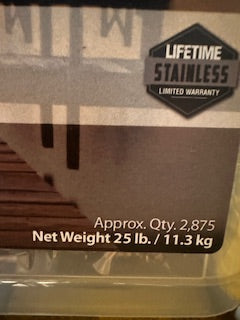 LIFETIME
STAINLESS
LIMITED WARRANTY
Approx. Qty. 2,875
Net Weight 25 lb. / 11.3 kg